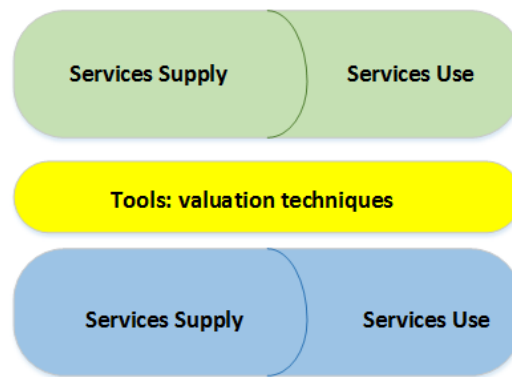 Services Supply Services Use
Tools: valuation techniques
Services Supply Services Use